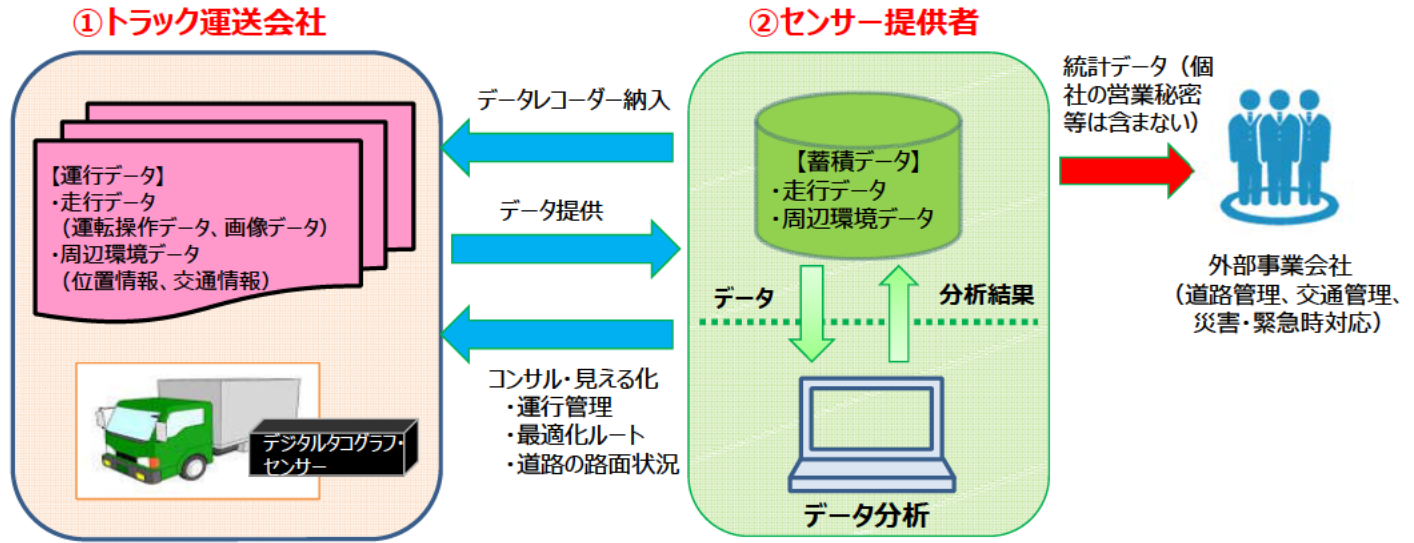 ①トラック運送会社
【運行データ】
・走行データ
（運転操作データ、画像データ）
・周辺環境データ
（位置情報、交通情報）
デジタルタコグラフ・
センサー
データレコーダー納入
データ提供
コンサル・見える化
・運行管理
・最適化ルート
・道路の路面状況
②センサー提供者
【蓄積データ】
・走行データ
・周辺環境データ
データ
分析結果
データ分析
統計データ（個
社の営業秘密
等は含まない）
外部事業会社
（道路管理、交通管理、
災害・緊急時対応）